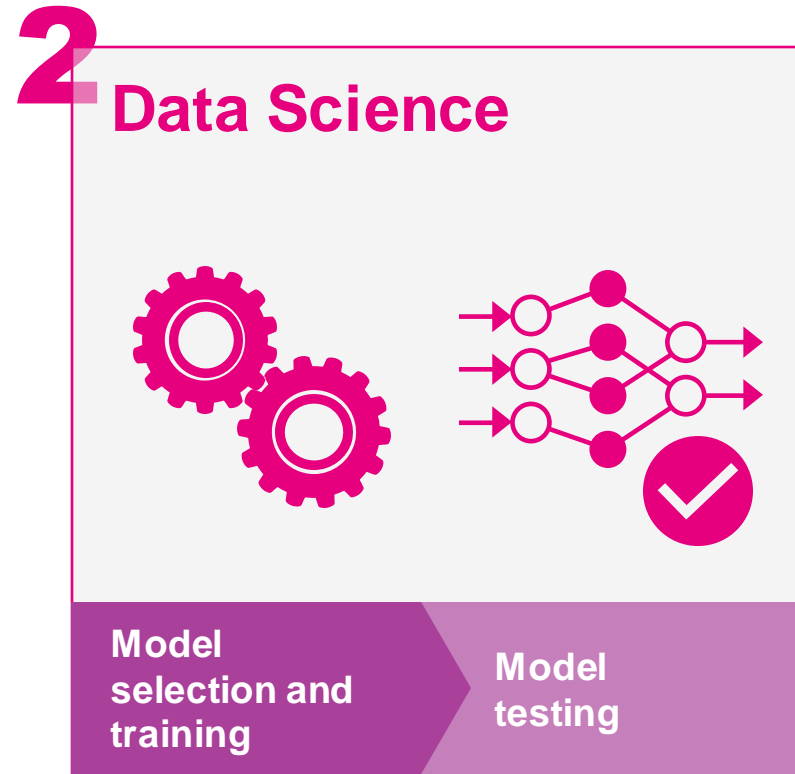 2
Data Science
Model
selection and
training
Model
testing